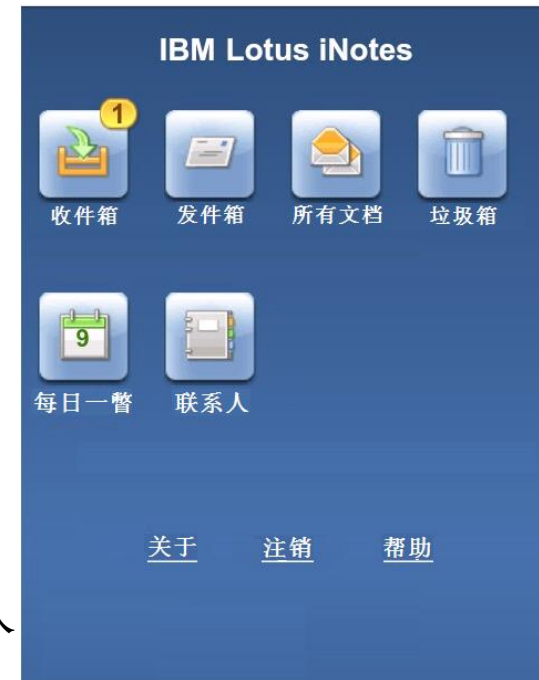 IBM Lotus iNotes
1
收件箱 发件箱 所有文档 垃圾箱
9
每日一瞥 联系人
关于 注销 帮助